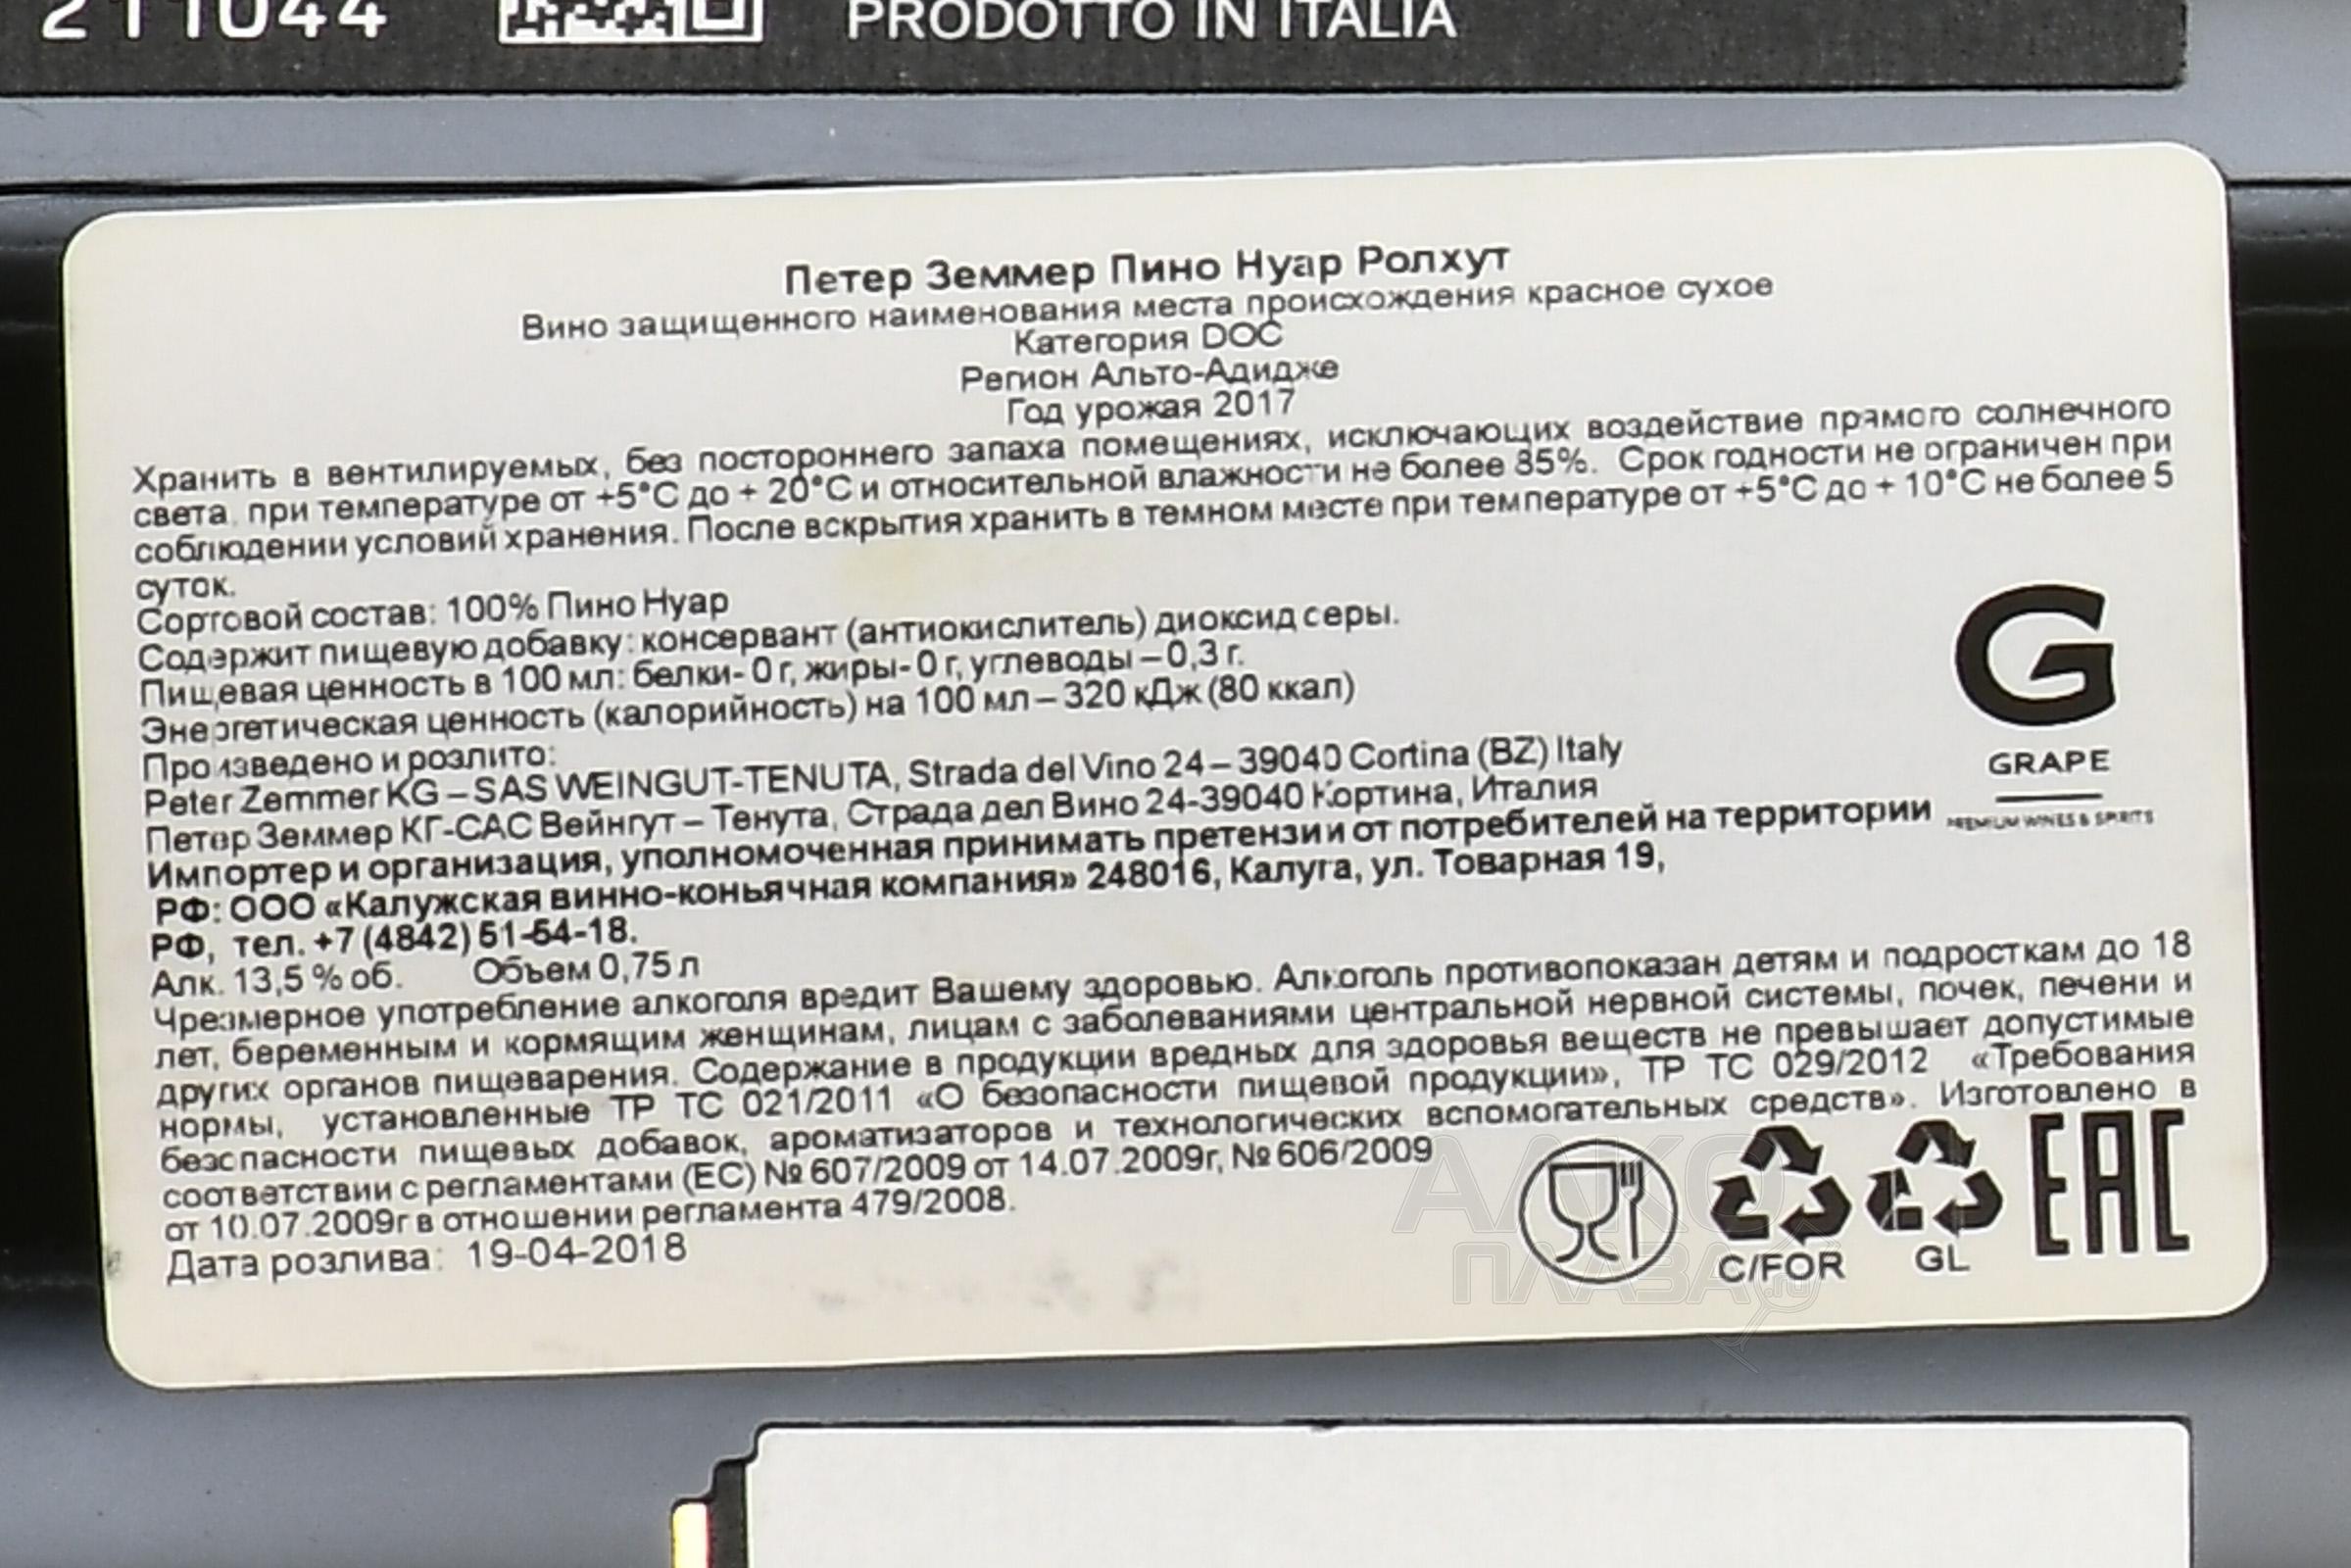 211044
PRODOTTO IN ITALIA
Петер Земмер Пино Нуар Ролхут
Вино защищенного наименования места происхождения красное сухое
Категория DOC
Регион Альто-Адидже
Год урожая 2017
Хранить в вентилируемых, без постороннего запаха помещениях, исключающих воздействие прямого солнечного
света, при температуре от +5°С до + 20°С и относительной влажности не более 85%. Срок годности не ограничен при
соблюдении условий хранения. После вскрытия хранить в темном месте при температуре от +5°С до + 10°С не более 5
суток.
Сортовой состав: 100% Пино Нуар
Содержит пищевую добавку: консервант (антиокислитель) диоксид серы.
Пищевая ценность в 100 мл: белки- 0 г, жиры- 0 г, углеводы – 0,3 г.
Энергетическая ценность (калорийность) на 100 мл – 320 кДж (80 ккал)
Произведено и розлито:
Peter Zemmer KG – SAS WEINGUT-TENUTA, Strada del Vino 24 – 39040 Cortina (BZ) Italy
Петер Земмер КГ-САС Вейнгут – Тенута, Страда дел Вино 24-39040 Кортина, Италия
Импортер и организация, уполномоченная принимать претензии от потребителей на территории
РФ: ООО «Калужская винно-коньячная компания» 248016, Калуга, ул. Товарная 19,
РФ, тел. +7 (4842) 51-54-18.
Алк. 13,5 % об. Объем 0,75 л
Чрезмерное употребление алкоголя вредит Вашему здоровью. Алкоголь противопоказан детям и подросткам до 18
лет, беременным и кормящим женщинам, лицам с заболеваниями центральной нервной системы, почек, печени и
других органов пищеварения. Содержание в продукции вредных для здоровья веществ не превышает допустимые
нормы, установленные ТР ТС 021/2011 «О безопасности пищевой продукции», ТР ТС 029/2012 «Требования
безопасности пищевых добавок, ароматизаторов и технологических вспомогательных средств». Изготовлено в
соответствии с регламентами (ЕС) № 607/2009 от 14.07.2009г, № 606/2009
от 10.07.2009г в отношении регламента 479/2008.
Дата розлива: 19-04-2018
G
GRAPE
PREMIUM WINES & SPIRITS
C/FOR
GL
EAC
АЛКО
ПЛАЗА
.ru